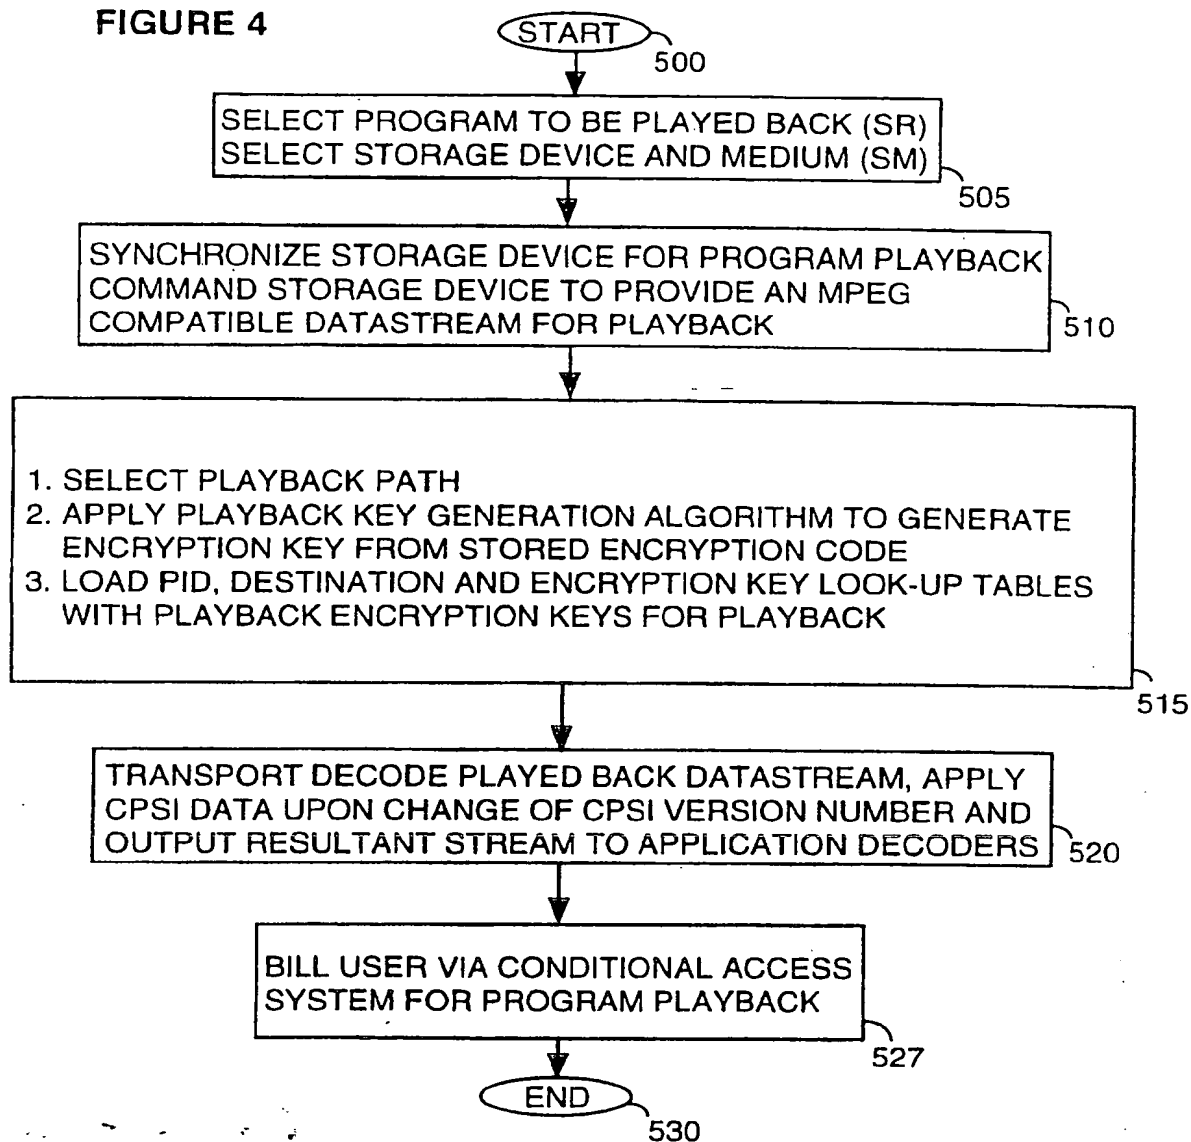 FIGURE 4
START
500
SELECT PROGRAM TO BE PLAYED BACK (SR)
SELECT STORAGE DEVICE AND MEDIUM (SM)
505
SYNCHRONIZE STORAGE DEVICE FOR PROGRAM PLAYBACK
COMMAND STORAGE DEVICE TO PROVIDE AN MPEG
COMPATIBLE DATASTREAM FOR PLAYBACK
510
1. SELECT PLAYBACK PATH
2. APPLY PLAYBACK KEY GENERATION ALGORITHM TO GENERATE
ENCRYPTION KEY FROM STORED ENCRYPTION CODE
3. LOAD PID, DESTINATION AND ENCRYPTION KEY LOOK-UP TABLES
WITH PLAYBACK ENCRYPTION KEYS FOR PLAYBACK
515
TRANSPORT DECODE PLAYED BACK DATASTREAM, APPLY
CPSI DATA UPON CHANGE OF CPSI VERSION NUMBER AND
OUTPUT RESULTANT STREAM TO APPLICATION DECODERS
520
BILL USER VIA CONDITIONAL ACCESS
SYSTEM FOR PROGRAM PLAYBACK
527
END
530